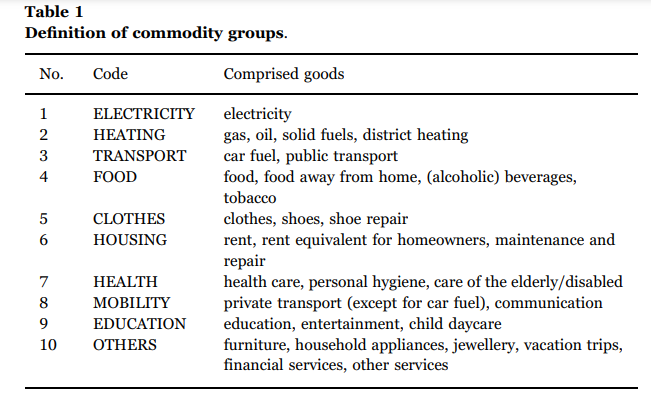 Table 1
Definition of commodity groups.
No. Code Comprised goods
1 ELECTRICITY electricity
2 HEATING gas, oil, solid fuels, district heating
3 TRANSPORT car fuel, public transport
4 FOOD food, food away from home, (alcoholic) beverages,
tobacco
5 CLOTHES clothes, shoes, shoe repair
6 HOUSING rent, rent equivalent for homeowners, maintenance and
repair
7 HEALTH health care, personal hygiene, care of the elderly/disabled
8 MOBILITY private transport (except for car fuel), communication
9 EDUCATION education, entertainment, child daycare
10 OTHERS furniture, household appliances, jewellery, vacation trips,
financial services, other services